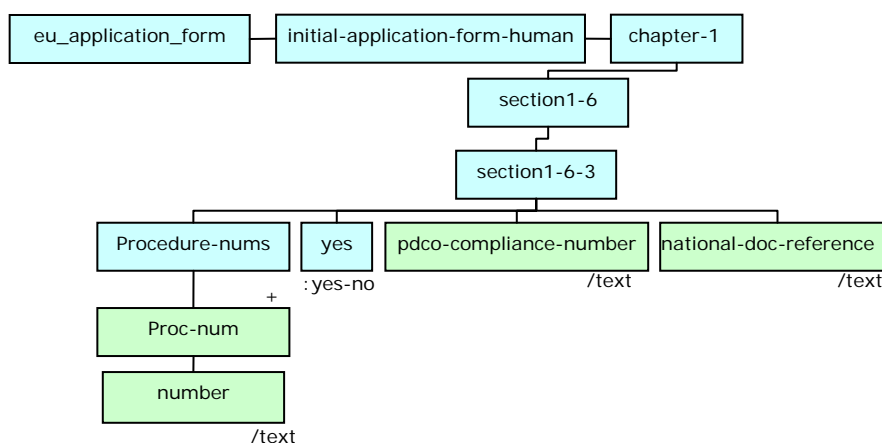 eu_application_form
initial-application-form-human
chapter-1
section1-6
section1-6-3
Procedure-nums
yes
pdco-compliance-number
national-doc-reference
:yes-no
/text
/text
+
Proc-num
number
/text